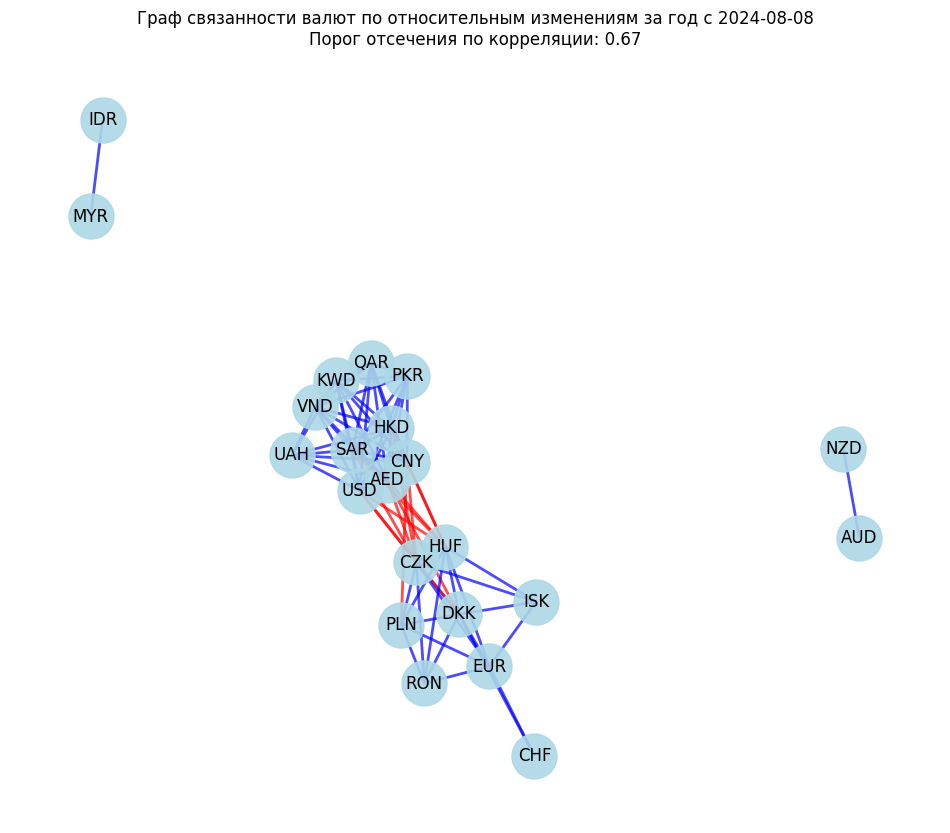 Граф связанности валют по относительным изменениям за год с 2024-08-08
Порог отсечения по корреляции: 0.67
IDR
MYR
QAR
PKR
KWD
VND
HKD
SAR
UAH
CNY
AED
USD
NZD
AUD
HUF
CZK
ISK
DKK
PLN
EUR
RON
CHF